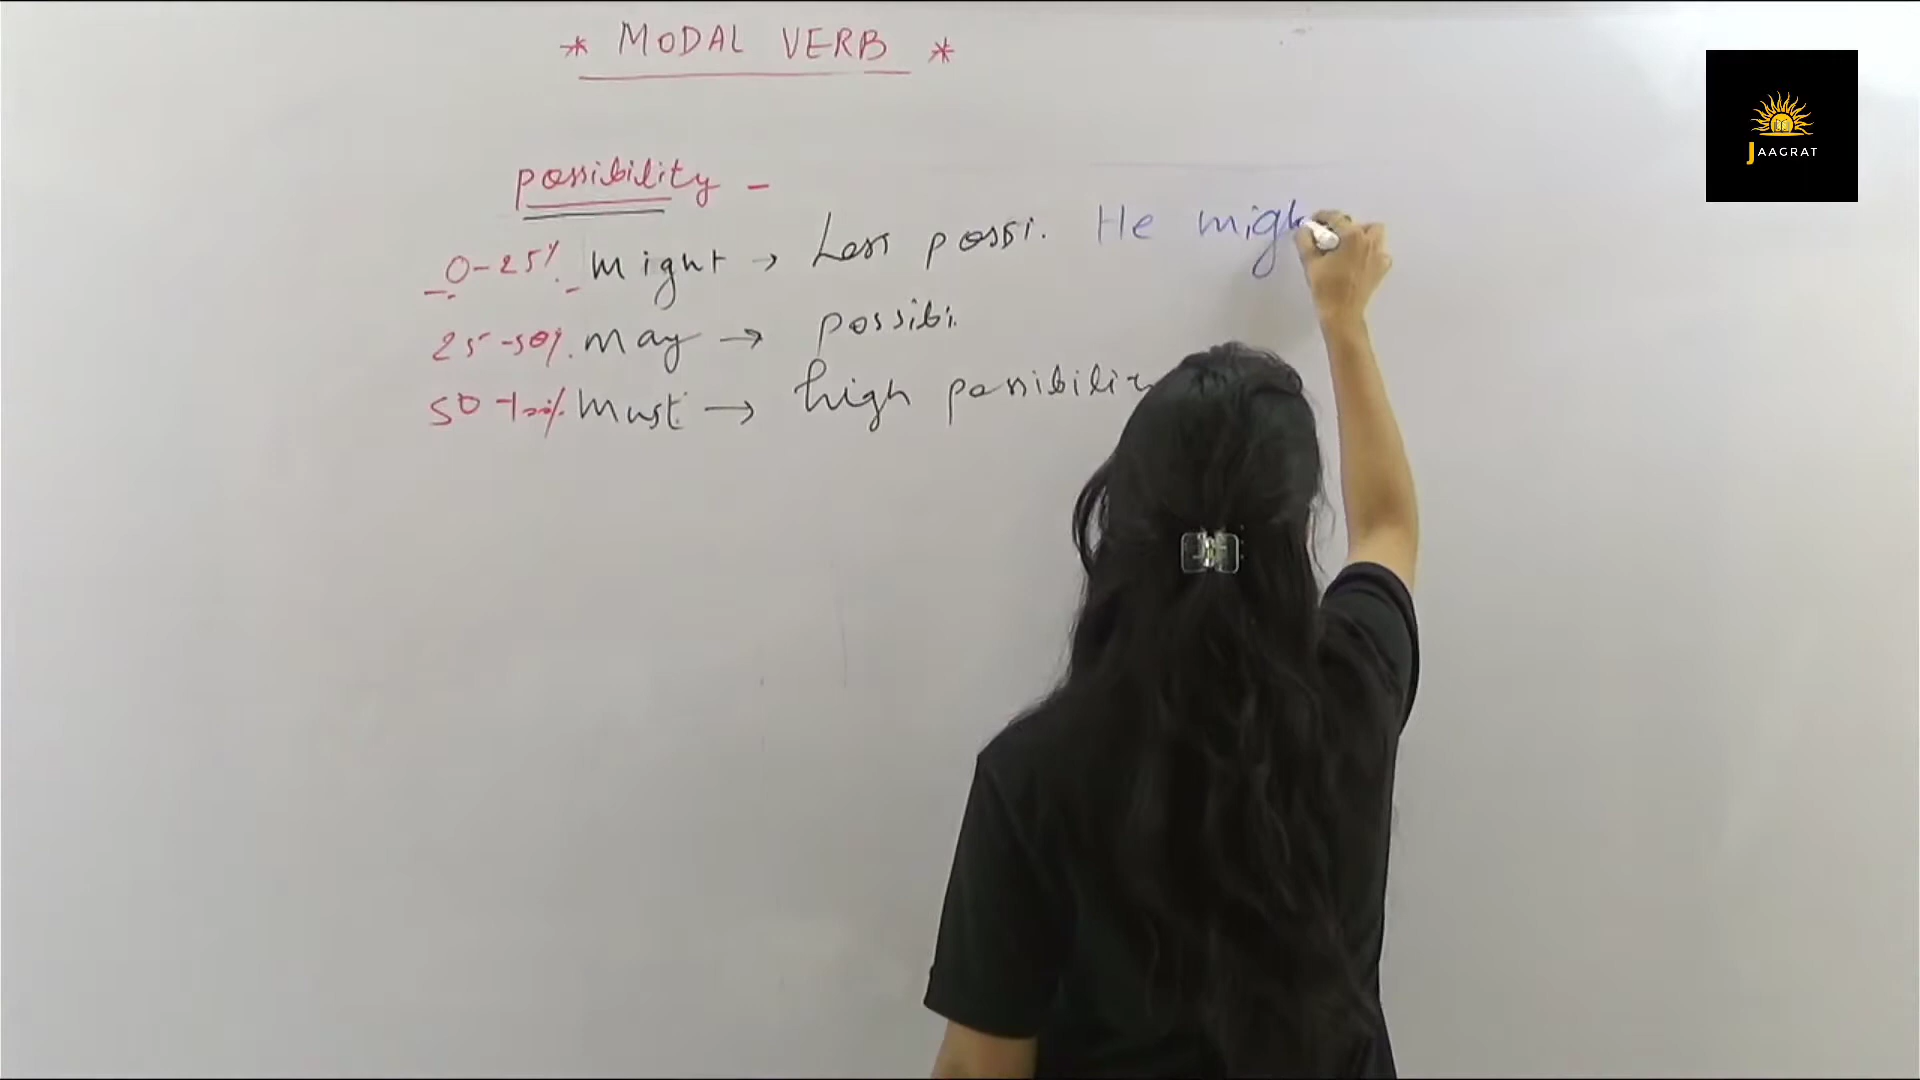 * MODAL VERB *
possibility -
0-25% might → Less possi. He migh
25-50% may → possibi.
50-100% Must → high possibilit
JAAGRAT